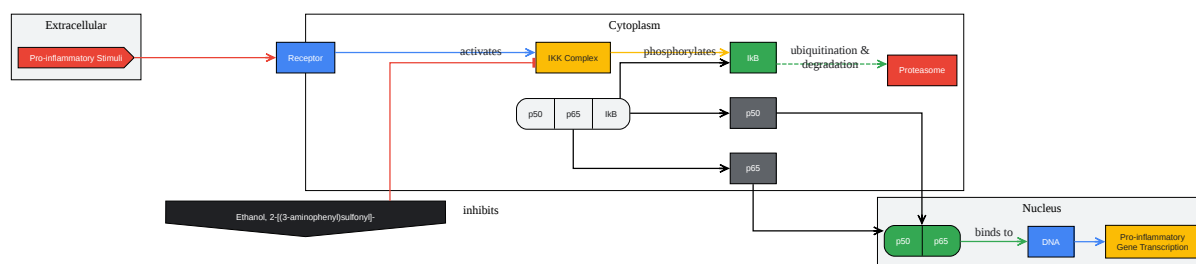 Extracellular
Cytoplasm
Pro-inflammatory Stimuli
Receptor
activates
IKK Complex
phosphorylates
IkB
ubiquitination &
degradation
Proteasome
p50 p65 IkB
p50
p65
Ethanol, 2-[(3-aminophenyl)sulfonyl]-
inhibits
Nucleus
p50 p65
binds to
DNA
Pro-inflammatory
Gene Transcription